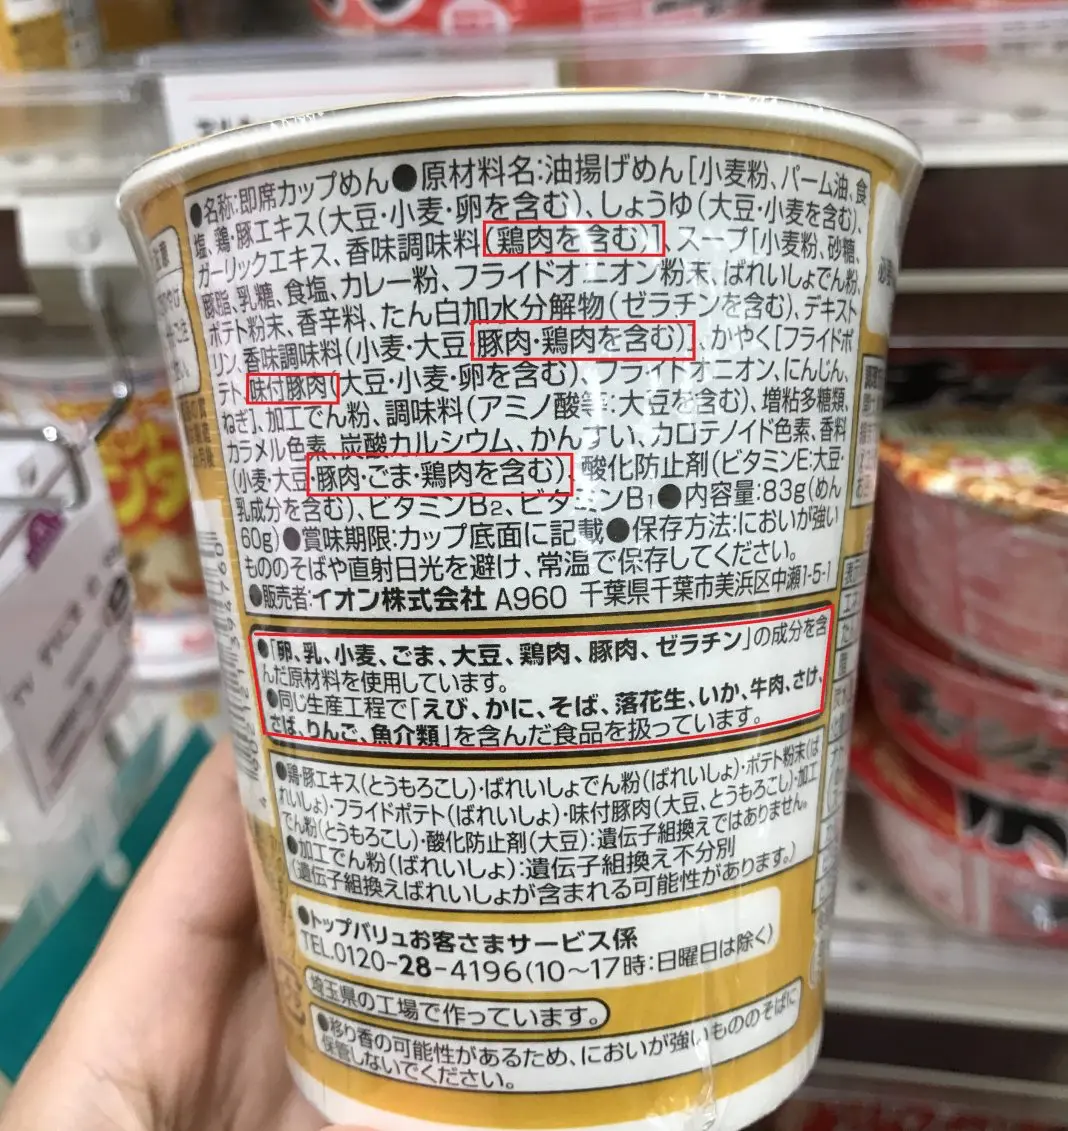 ●名称:即席カップめん●原材料名:油揚げめん[小麦粉、パーム油、食
塩、鶏・豚エキス(大豆・小麦・卵を含む)、しょうゆ(大豆・小麦を含む)、
ガーリックエキス、香味調味料(鶏肉を含む)]、スープ[小麦粉、砂糖、
豚脂、乳糖、食塩、カレー粉、フライドオニオン粉末、ばれいしょでん粉、
ポテト粉末、香辛料、たん白加水分解物(ゼラチンを含む)、デキスト
リン、香味調味料(小麦・大豆・豚肉・鶏肉を含む)]、かやく[フライドポ
テト、味付豚肉(大豆・小麦・卵を含む)、フライドオニオン、にんじん、
ねぎ]、加工でん粉、調味料(アミノ酸等:大豆を含む)、増粘多糖類、
カラメル色素、炭酸カルシウム、かんすい、カロテノイド色素、香料
(小麦・大豆・豚肉・ごま・鶏肉を含む)、酸化防止剤(ビタミンE:大豆・
乳成分を含む)、ビタミンB2、ビタミンB1●内容量:83g(めん
60g)●賞味期限:カップ底面に記載●保存方法:においが強い
もののそばや直射日光を避け、常温で保存してください。
●販売者:イオン株式会社 A960 千葉県千葉市美浜区中瀬1-5-1
●「卵、乳、小麦、ごま、大豆、鶏肉、豚肉、ゼラチン」の成分を含
んだ原材料を使用しています。
●同じ生産工程で「えび、かに、そば、落花生、いか、牛肉、さけ、
さば、りんご、魚介類」を含んだ食品を扱っています。
●鶏・豚エキス(とうもろこし)・ばれいしょでん粉(ばれいしょ)・ポテト粉末(ば
れいしょ)・フライドポテト(ばれいしょ)・味付豚肉(大豆、とうもろこし)・加工
でん粉(とうもろこし)・酸化防止剤(大豆):遺伝子組換えではありません。
●加工でん粉(ばれいしょ):遺伝子組換え不分別
(遺伝子組換えばれいしょが含まれる可能性があります。)
●トップバリュお客さまサービス係
TEL.0120-28-4196(10～17時:日曜日は除く)
埼玉県の工場で作っています。
●移り香の可能性があるため、においが強いもののそばに
保管しないでください。